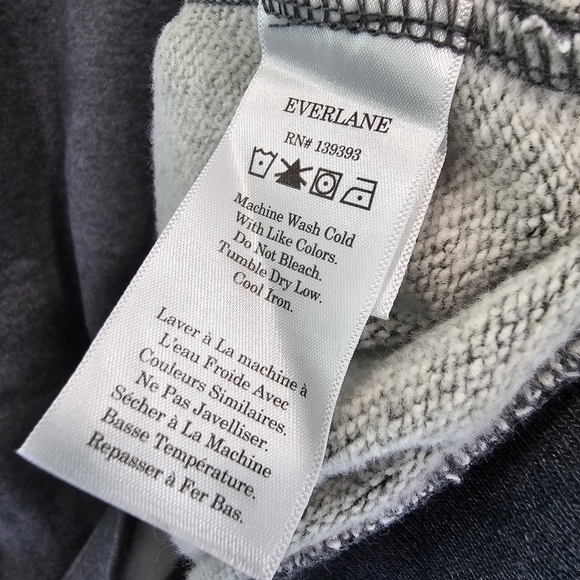 EVERLANE
RN# 139393
Machine Wash Cold
With Like Colors.
Do Not Bleach.
Tumble Dry Low.
Cool Iron.
Laver à La machine à
L'eau Froide Avec
Couleurs Similaires.
Ne Pas Javelliser.
Sécher à La Machine
Basse Température.
Repasser à Fer Bas.